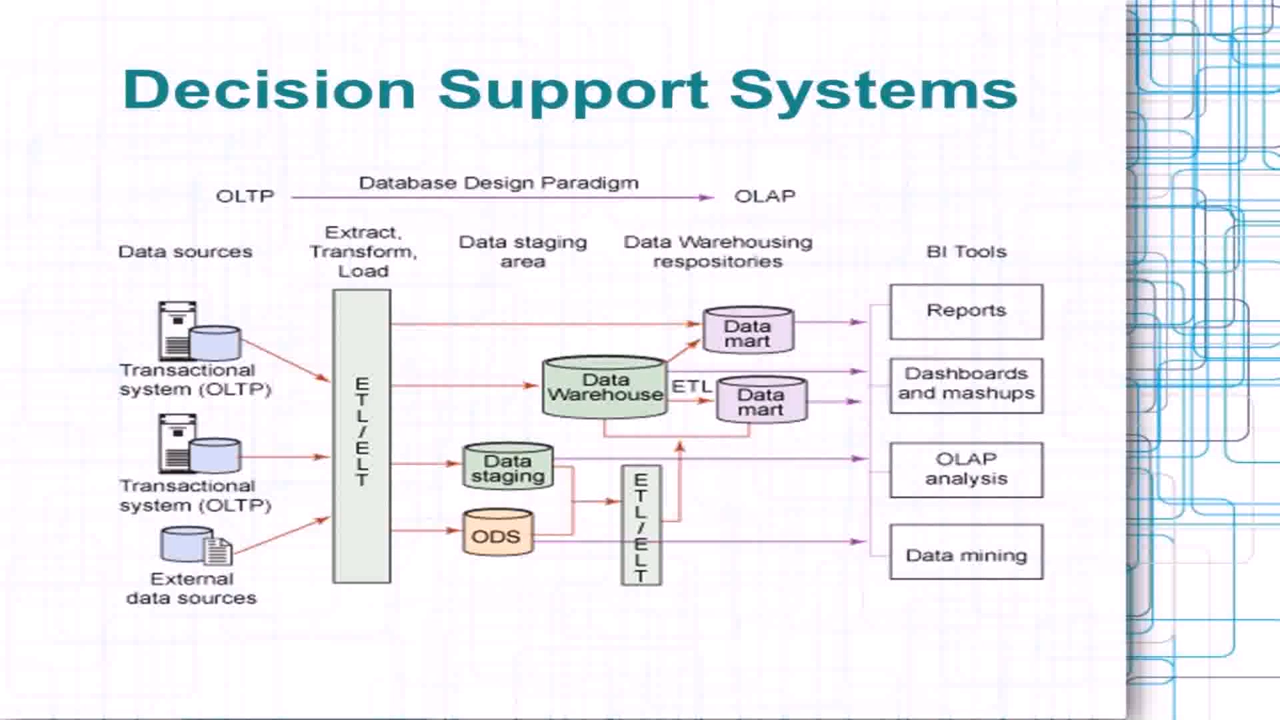 Decision Support Systems
Database Design Paradigm
OLTP
OLAP
Data sources
Extract,
Transform,
Load
Data staging
area
Data Warehousing
respositories
BI Tools
Transactional
system (OLTP)
Transactional
system (OLTP)
External
data sources
ETL/ELT
Data
mart
Data
Warehouse
ETL
Data
mart
Data
staging
ODS
ETL/ELT
Reports
Dashboards
and mashups
OLAP
analysis
Data mining